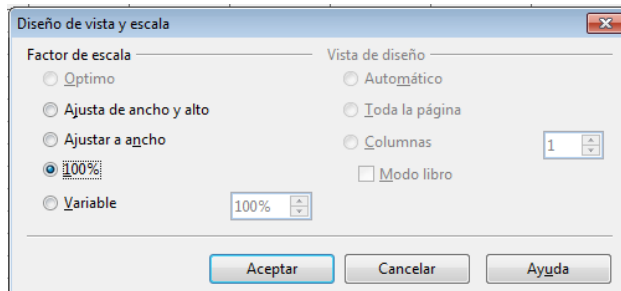 Diseño de vista y escala
Factor de escala
Optimo
Ajusta de ancho y alto
Ajustar a ancho
100%
Variable 100%
Vista de diseño
Automático
Toda la página
Columnas 1
Modo libro
Aceptar Cancelar Ayuda